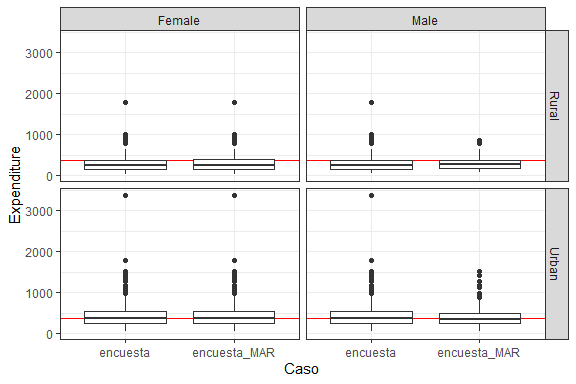 Female
Male
3000
2000
1000
0
Rural
Expenditure
3000
2000
1000
0
Urban
encuesta
encuesta_MAR
encuesta
encuesta_MAR
Caso